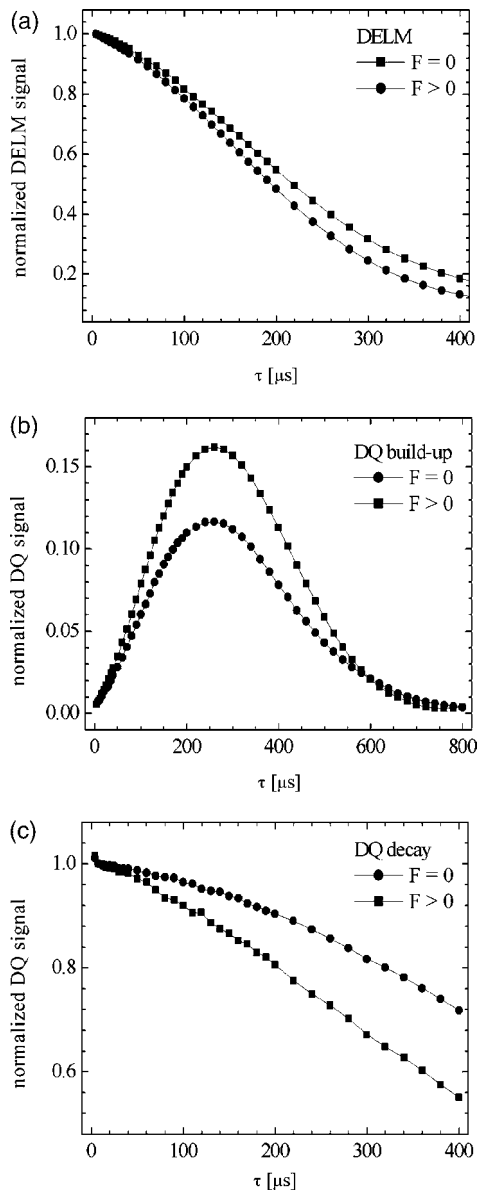 (a)
normalized DELM signal
1.0
0.8
0.6
0.4
0.2
DELM
F = 0
F > 0
0 100 200 300 400
τ [μs]
(b)
normalized DQ signal
0.15
0.10
0.05
0.00
DQ build-up
F = 0
F > 0
0 200 400 600 800
τ [μs]
(c)
normalized DQ signal
1.0
0.8
0.6
DQ decay
F = 0
F > 0
0 100 200 300 400
τ [μs]